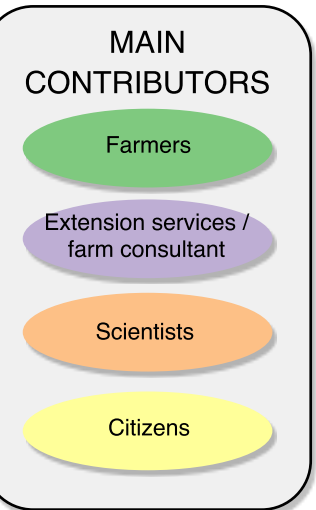 MAIN
CONTRIBUTORS
Farmers
Extension services /
farm consultant
Scientists
Citizens